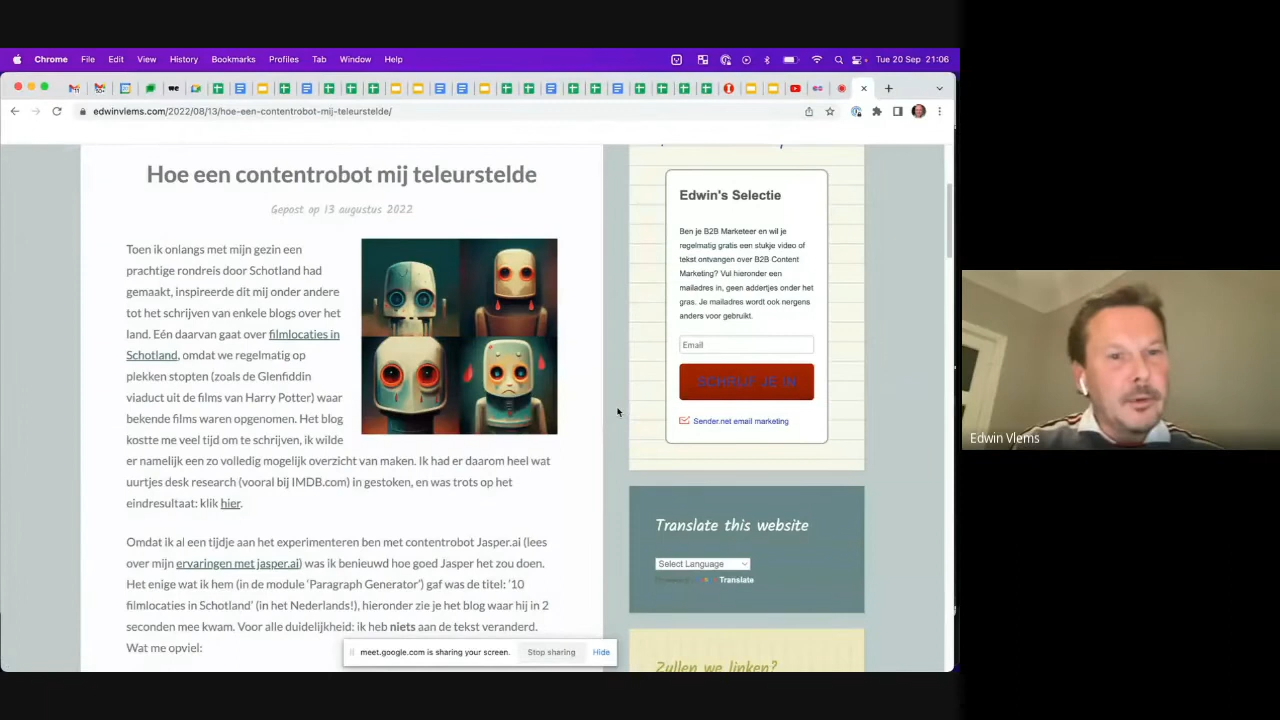 Chrome File Edit View History Bookmarks Profiles Tab Window Help Tue 20 Sep 21:06
edwinvlems.com/2022/08/13/hoe-een-contentrobot-mij-teleurstelde/
Hoe een contentrobot mij teleurstelde
Gepost op 13 augustus 2022
Toen ik onlangs met mijn gezin een
prachtige rondreis door Schotland had
gemaakt, inspireerde dit mij onder andere
tot het schrijven van enkele blogs over het
land. Eén daarvan gaat over filmlocaties in
Schotland, omdat we regelmatig op
plekken stopten (zoals de Glenfiddin
viaduct uit de films van Harry Potter) waar
bekende films waren opgenomen. Het blog
kostte me veel tijd om te schrijven, ik wilde
er namelijk een zo volledig mogelijk overzicht van maken. Ik had er daarom heel wat
uurtjes desk research (vooral bij IMDB.com) in gestoken, en was trots op het
eindresultaat: klik hier.
Omdat ik al een tijdje aan het experimenteren ben met contentrobot Jasper.ai (lees
over mijn ervaringen met jasper.ai) was ik benieuwd hoe goed Jasper het zou doen.
Het enige wat ik hem (in de module ‘Paragraph Generator’) gaf was de titel: ‘10
filmlocaties in Schotland’ (in het Nederlands!), hieronder zie je het blog waar hij in 2
seconden mee kwam. Voor alle duidelijkheid: ik heb niets aan de tekst veranderd.
Wat me opviel:
Edwin's Selectie
Ben je B2B Marketeer en wil je
regelmatig gratis een stukje video of
tekst ontvangen over B2B Content
Marketing? Vul hieronder een
mailadres in, geen addertjes onder het
gras. Je mailadres wordt ook nergens
anders voor gebruikt.
Email
SCHRIJF JE IN
Sender.net email marketing
Translate this website
Select Language
Translate
Zullen we linken?
meet.google.com is sharing your screen. Stop sharing Hide
Edwin Vlems